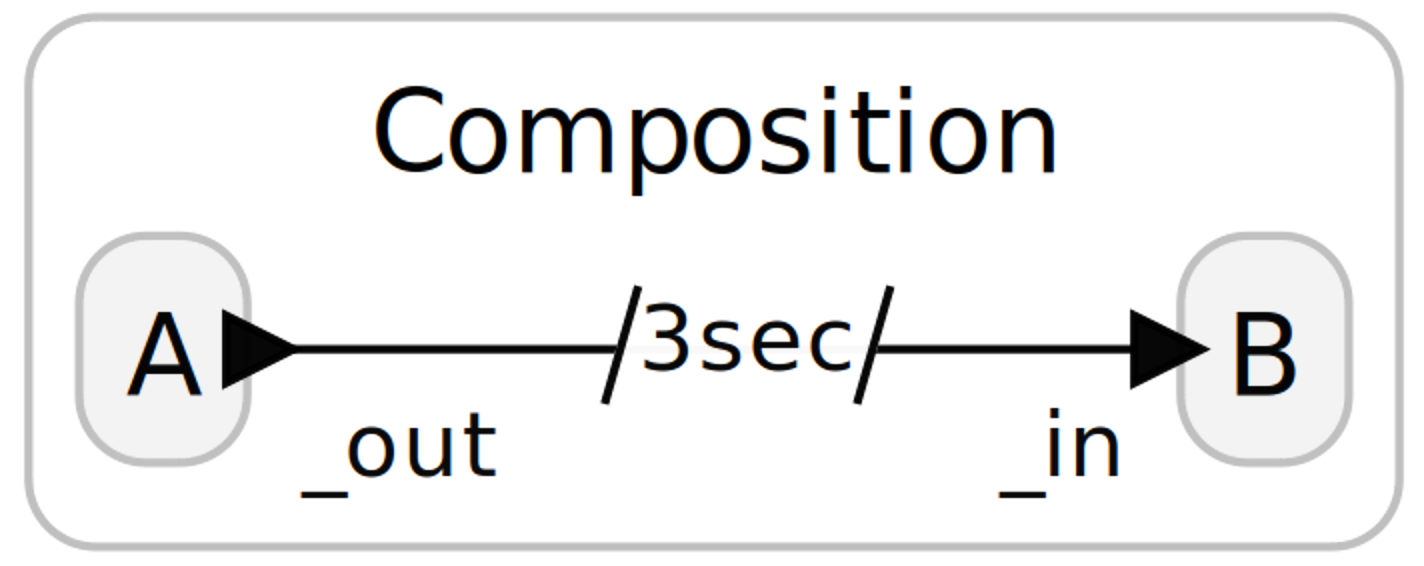 Composition
A
3sec
B
_out
_in